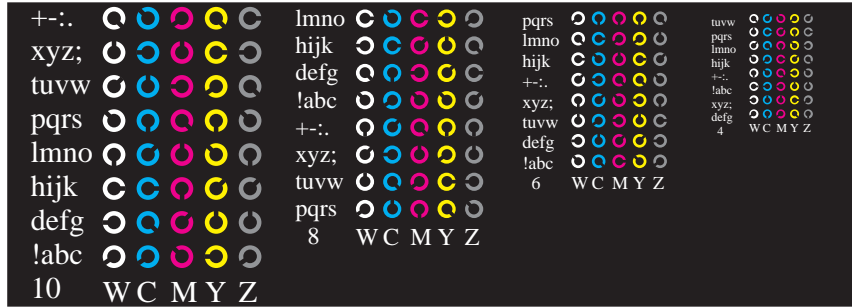 +-:.
xyz;
tuvw
pqrs
lmno
hijk
defg
!abc
10 W C M Y Z
lmno
hijk
defg
!abc
+-:.
xyz;
tuvw
pqrs
8 W C M Y Z
pqrs
lmno
hijk
+-:.
xyz;
tuvw
defg
!abc
6 W C M Y Z
tuvw
pqrs
lmno
hijk
+-:.
!abc
xyz;
defg
4 W C M Y Z